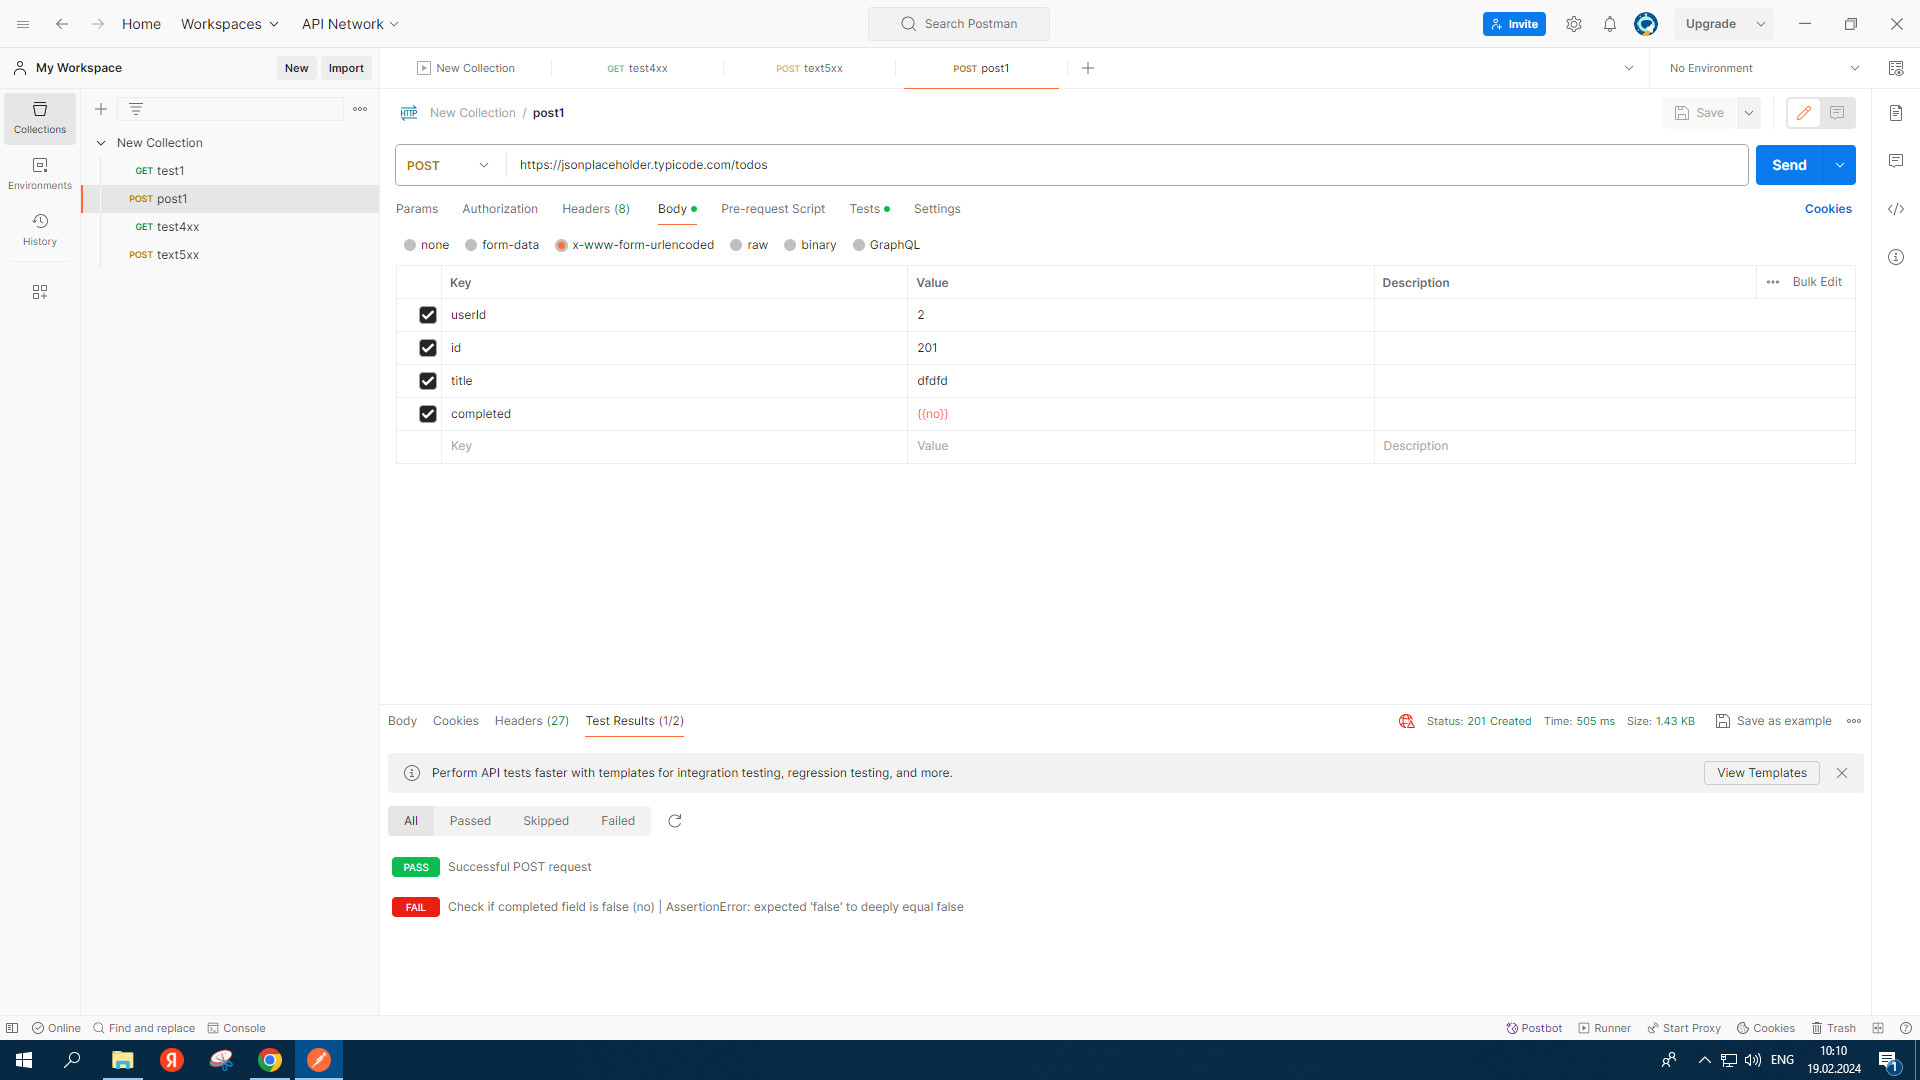 Home
Workspaces
API Network
Search Postman
Invite
Upgrade
My Workspace
New
Import
New Collection
GET test4xx
POST text5xx
POST post1
No Environment
Collections
Environments
History
New Collection
GET test1
POST post1
GET test4xx
POST text5xx
HTTP
New Collection / post1
Save
POST
https://jsonplaceholder.typicode.com/todos
Send
Params
Authorization
Headers (8)
Body
Pre-request Script
Tests
Settings
Cookies
none
form-data
x-www-form-urlencoded
raw
binary
GraphQL
Key
Value
Description
Bulk Edit
userId
2
id
201
title
dfdfd
completed
{{no}}
Key
Value
Description
Body
Cookies
Headers (27)
Test Results (1/2)
Status: 201 Created
Time: 505 ms
Size: 1.43 KB
Save as example
Perform API tests faster with templates for integration testing, regression testing, and more.
View Templates
All
Passed
Skipped
Failed
PASS
Successful POST request
FAIL
Check if completed field is false (no) | AssertionError: expected 'false' to deeply equal false
Online
Find and replace
Console
Postbot
Runner
Start Proxy
Cookies
Trash
Я
ENG
10:10
19.02.2024
1